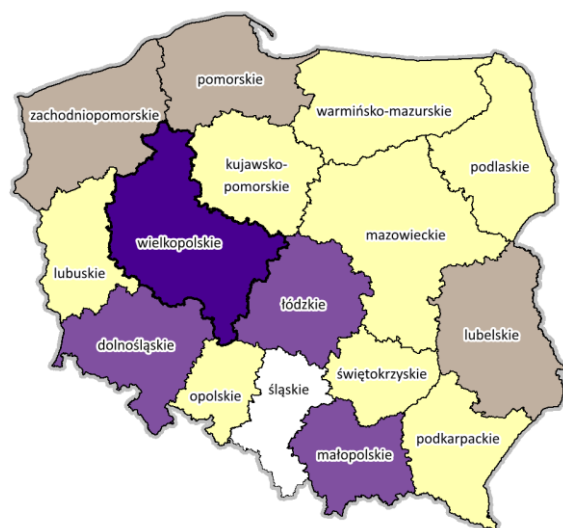 pomorskie
zachodniopomorskie
warmińsko-mazurskie
kujawsko-
pomorskie
podlaskie
wielkopolskie
mazowieckie
lubuskie
łódzkie
dolnośląskie
lubelskie
opolskie
śląskie
świętokrzyskie
małopolskie
podkarpackie